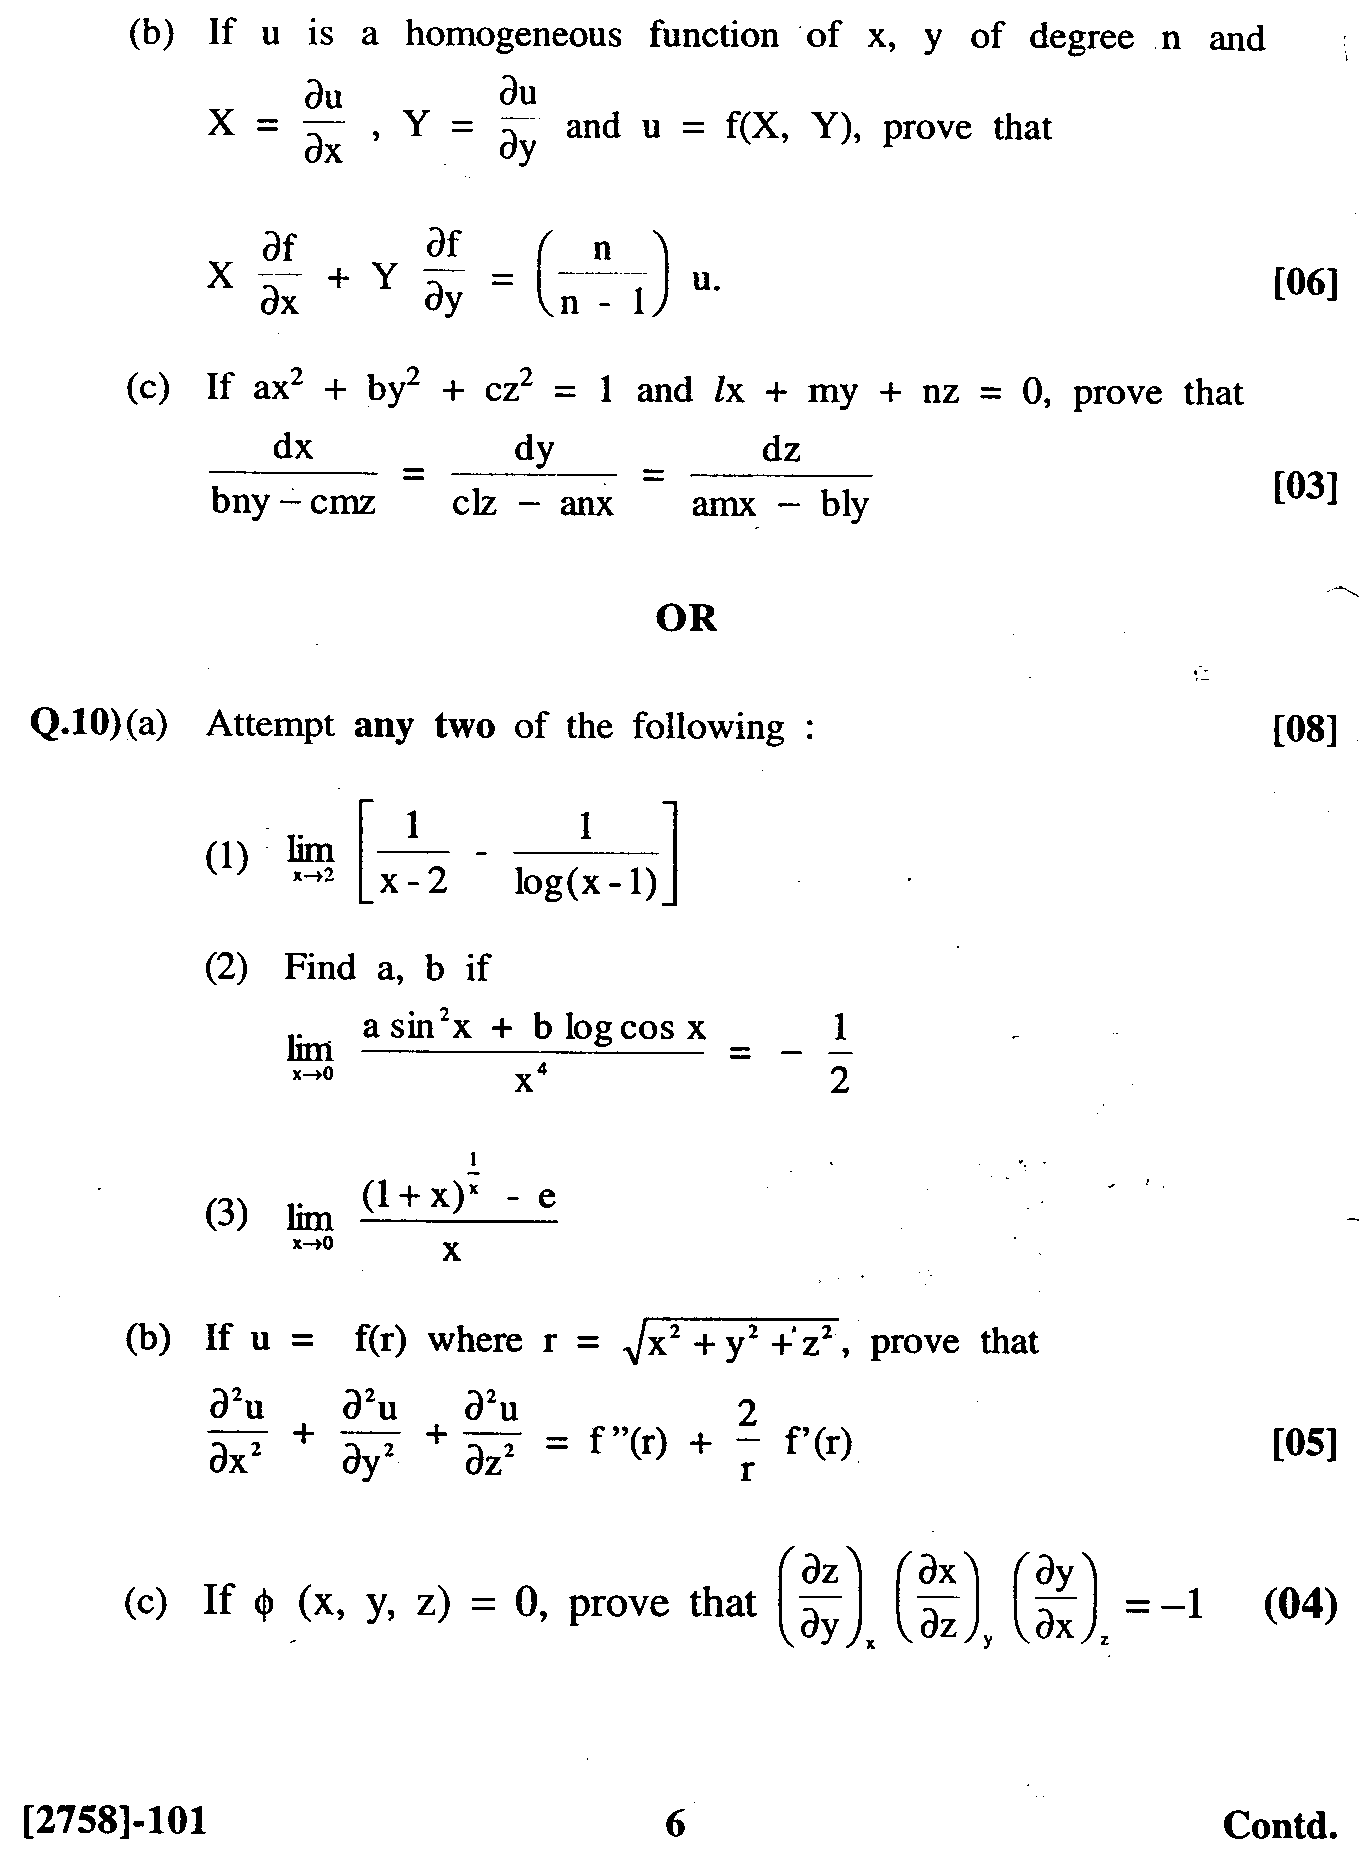 (b) If u is a homogeneous function of x, y of degree n and
X = ∂u/∂x , Y = ∂u/∂y and u = f(X, Y), prove that
X ∂f/∂x + Y ∂f/∂y = (n/(n - 1)) u. [06]
(c) If ax² + by² + cz² = 1 and lx + my + nz = 0, prove that
dx/(bny - cmz) = dy/(clz - anx) = dz/(amx - bly) [03]
OR
Q.10)(a) Attempt any two of the following : [08]
(1) lim x→2 [1/(x-2) - 1/log(x-1)]
(2) Find a, b if
lim x→0 (a sin²x + b log cos x)/x⁴ = - 1/2
(3) lim x→0 ((1+x)^(1/x) - e)/x
(b) If u = f(r) where r = √(x² + y² + z²), prove that
∂²u/∂x² + ∂²u/∂y² + ∂²u/∂z² = f ”(r) + 2/r f’(r) [05]
(c) If ϕ (x, y, z) = 0, prove that (∂z/∂y)ₓ (∂x/∂z)_y (∂y/∂x)_z = –1 (04)
[2758]-101 6 Contd.